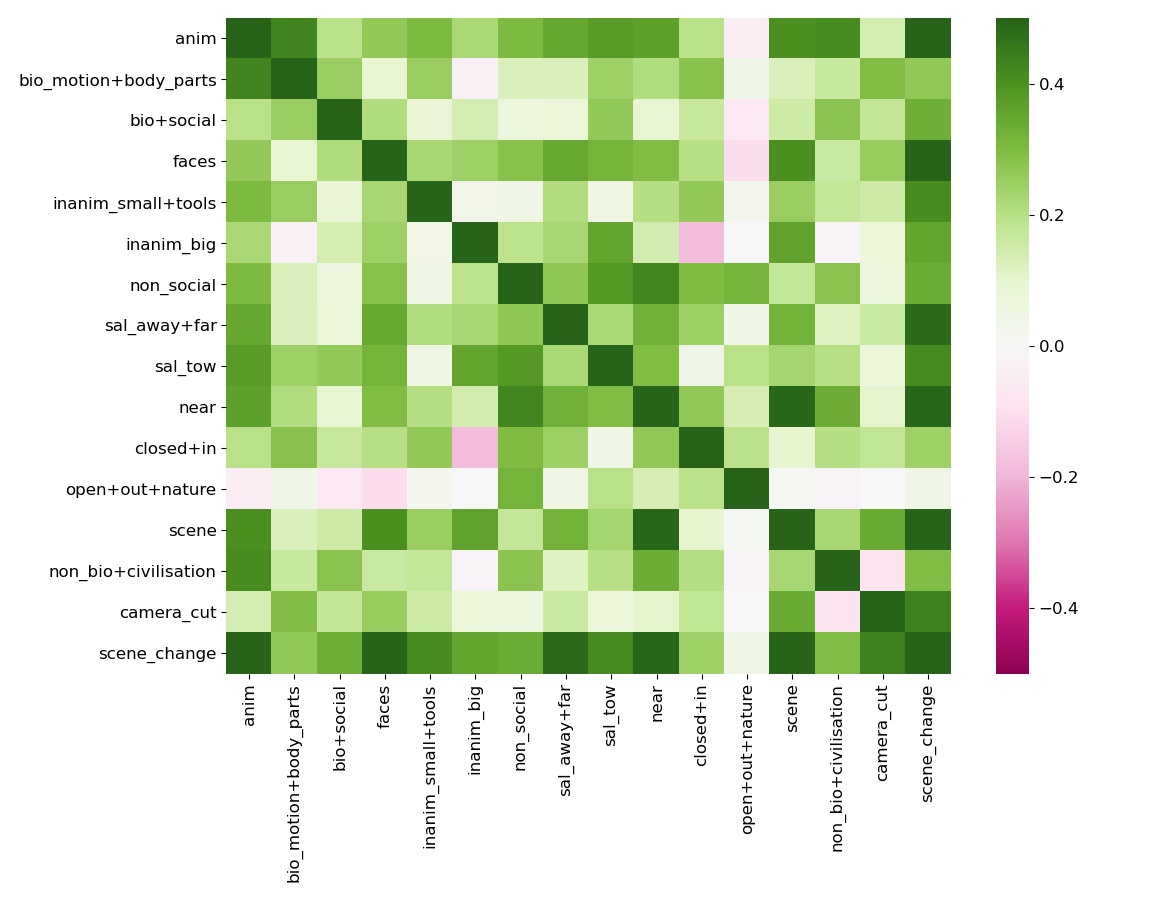 anim
bio_motion+body_parts
bio+social
faces
inanim_small+tools
inanim_big
non_social
sal_away+far
sal_tow
near
closed+in
open+out+nature
scene
non_bio+civilisation
camera_cut
scene_change
anim
bio_motion+body_parts
bio+social
faces
inanim_small+tools
inanim_big
non_social
sal_away+far
sal_tow
near
closed+in
open+out+nature
scene
non_bio+civilisation
camera_cut
scene_change
0.4
0.2
0.0
−0.2
−0.4